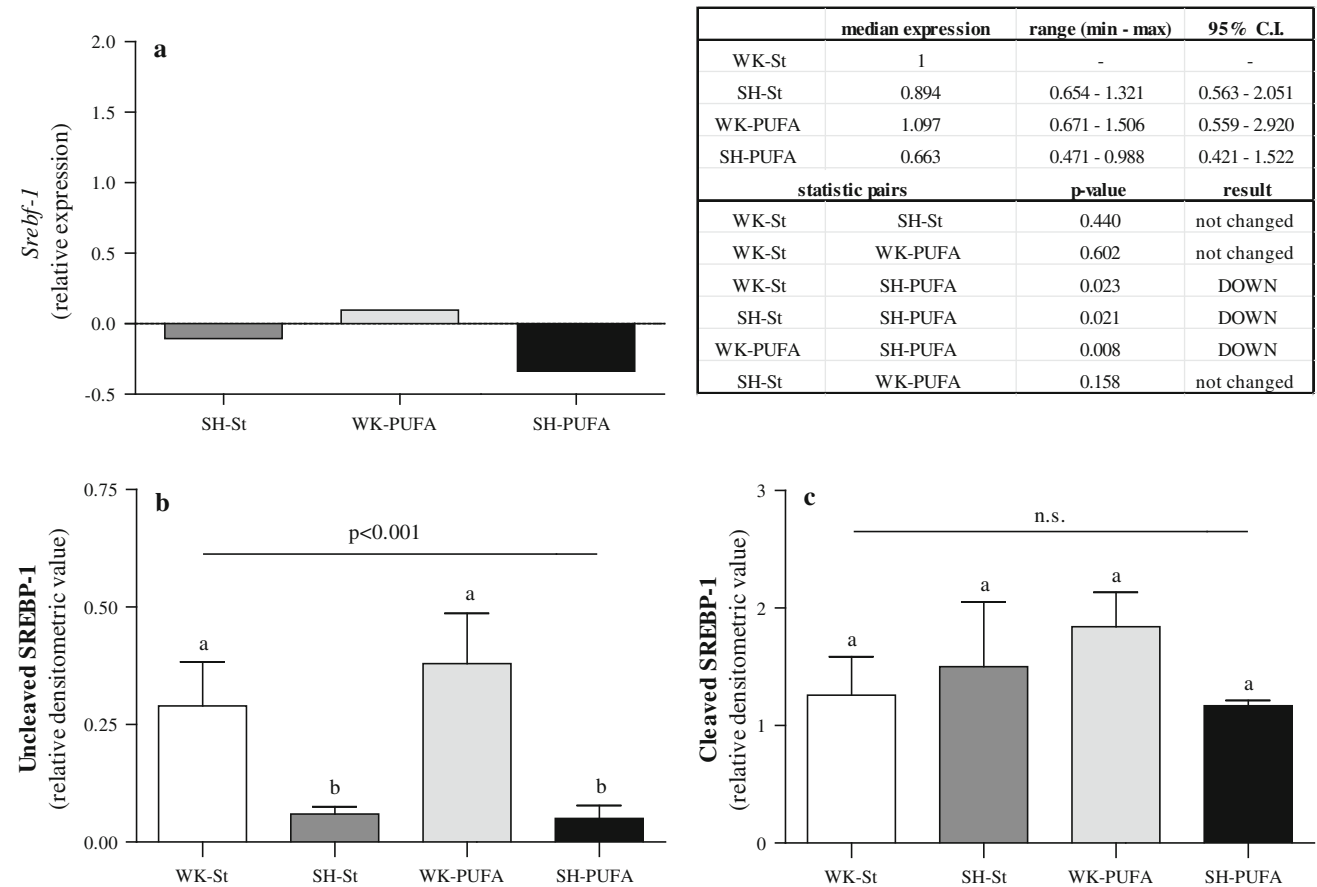 a
2.0
1.5
1.0
0.5
0.0
-0.5
Srebf-1
(relative expression)
SH-St WK-PUFA SH-PUFA
median expression range (min - max) 95% C.I.
WK-St 1 - -
SH-St 0.894 0.654 - 1.321 0.563 - 2.051
WK-PUFA 1.097 0.671 - 1.506 0.559 - 2.920
SH-PUFA 0.663 0.471 - 0.988 0.421 - 1.522
statistic pairs p-value result
WK-St SH-St 0.440 not changed
WK-St WK-PUFA 0.602 not changed
WK-St SH-PUFA 0.023 DOWN
SH-St SH-PUFA 0.021 DOWN
WK-PUFA SH-PUFA 0.008 DOWN
SH-St WK-PUFA 0.158 not changed
b
0.75
0.50
0.25
0.00
Uncleaved SREBP-1
(relative densitometric value)
p<0.001
a b a b
WK-St SH-St WK-PUFA SH-PUFA
c
3
2
1
0
Cleaved SREBP-1
(relative densitometric value)
n.s.
a a a a
WK-St SH-St WK-PUFA SH-PUFA